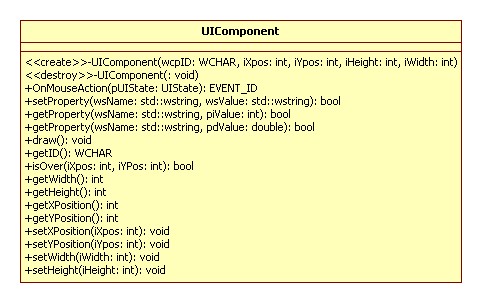 UIComponent
<<create>>-UIComponent(wcpID: WCHAR, iXpos: int, iYpos: int, iHeight: int, iWidth: int)
<<destroy>>-UIComponent(: void)
+OnMouseAction(pUIState: UIState): EVENT_ID
+setProperty(wsName: std::wstring, wsValue: std::wstring): bool
+getProperty(wsName: std::wstring, piValue: int): bool
+getProperty(wsName: std::wstring, pdValue: double): bool
+draw(): void
+getID(): WCHAR
+isOver(iXpos: int, iYPos: int): bool
+getWidth(): int
+getHeight(): int
+getXPosition(): int
+getYPosition(): int
+setXPosition(iXpos: int): void
+setYPosition(iYpos: int): void
+setWidth(iWidth: int): void
+setHeight(iHeight: int): void